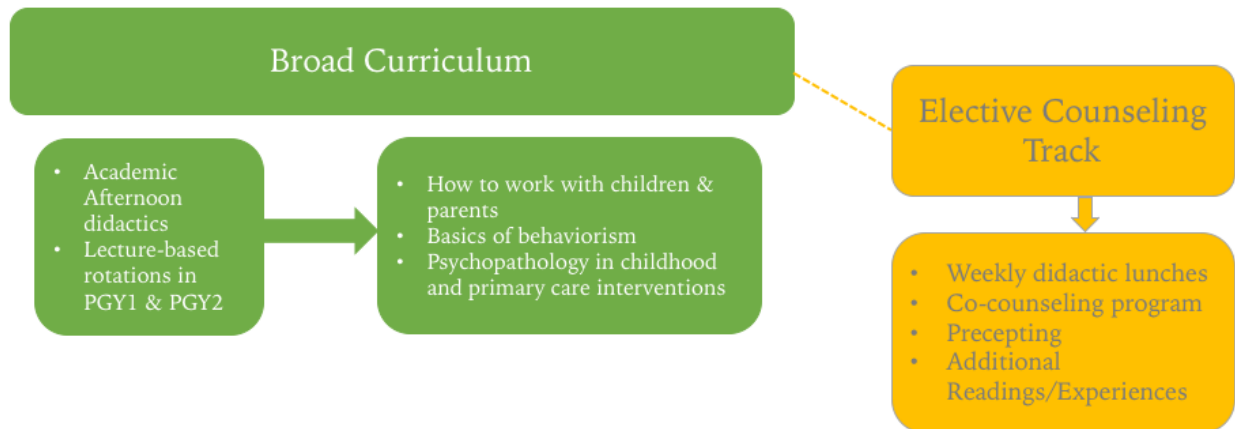 Broad Curriculum
• Academic
Afternoon
didactics
• Lecture-based
rotations in
PGY1 & PGY2
• How to work with children &
parents
• Basics of behaviorism
• Psychopathology in childhood
and primary care interventions
Elective Counseling
Track
• Weekly didactic lunches
• Co-counseling program
• Precepting
• Additional
Readings/Experiences